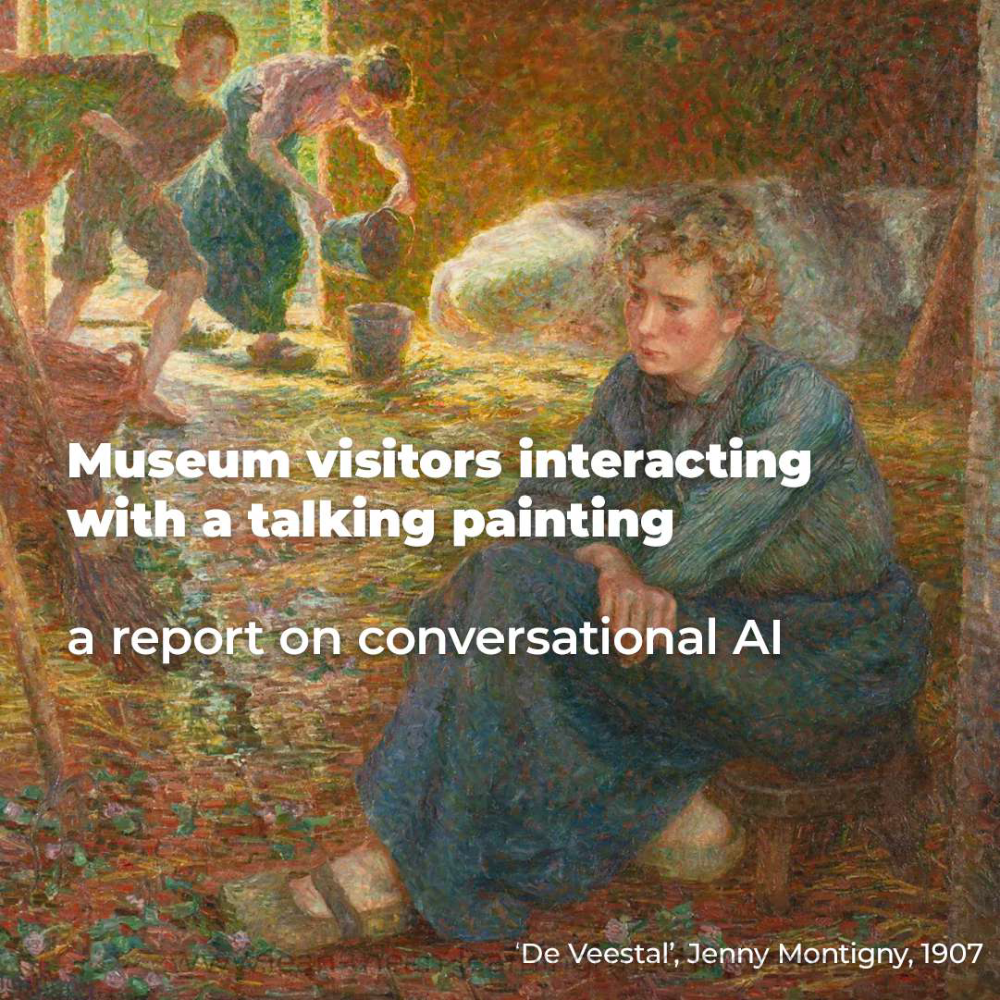 Museum visitors interacting
with a talking painting
a report on conversational AI
‘De Veestal’, Jenny Montigny, 1907